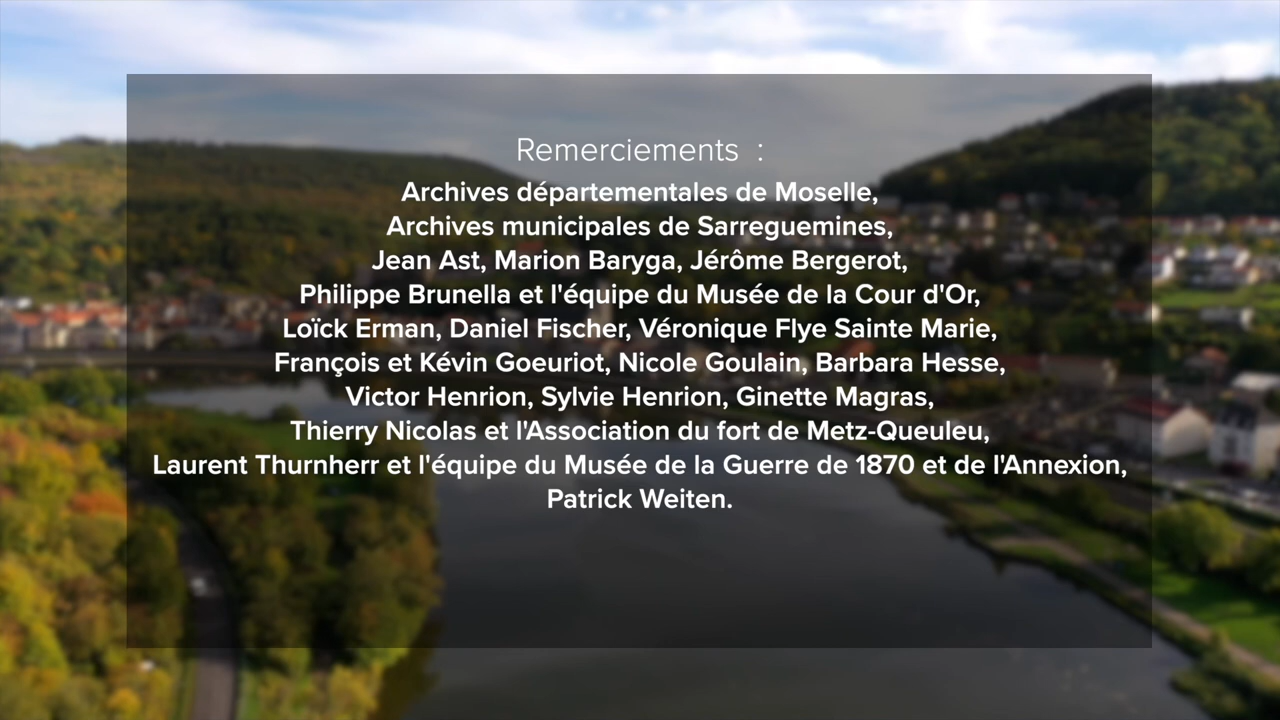 Remerciements :
Archives départementales de Moselle,
Archives municipales de Sarreguemines,
Jean Ast, Marion Baryga, Jérôme Bergerot,
Philippe Brunella et l'équipe du Musée de la Cour d'Or,
Loïck Erman, Daniel Fischer, Véronique Flye Sainte Marie,
François et Kévin Goeuriot, Nicole Goulain, Barbara Hesse,
Victor Henrion, Sylvie Henrion, Ginette Magras,
Thierry Nicolas et l'Association du fort de Metz-Queuleu,
Laurent Thurnherr et l'équipe du Musée de la Guerre de 1870 et de l'Annexion,
Patrick Weiten.